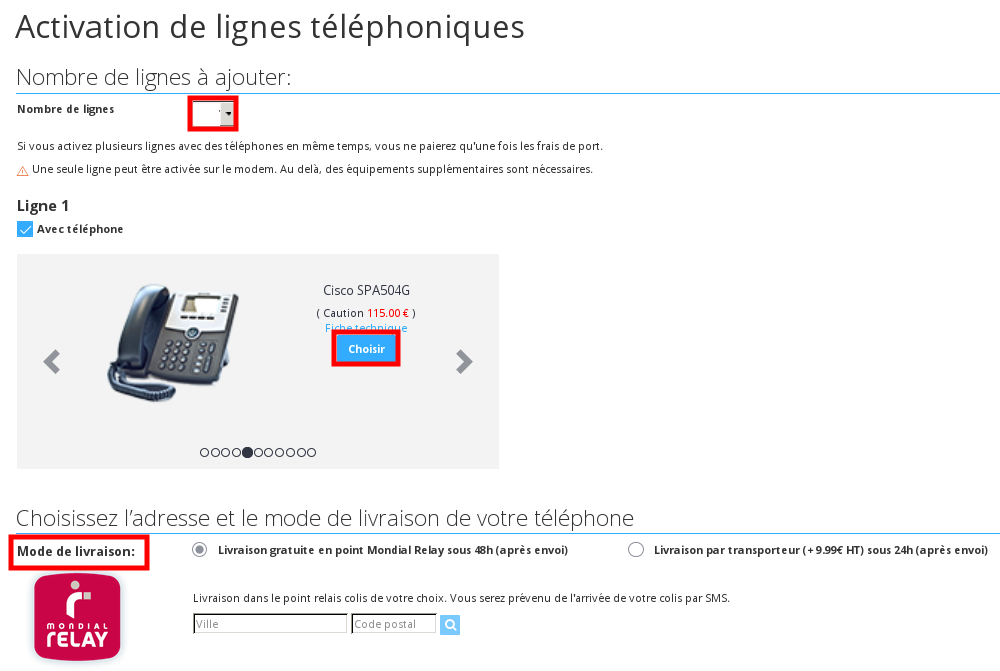 Activation de lignes téléphoniques
Nombre de lignes à ajouter:
Nombre de lignes
Si vous activez plusieurs lignes avec des téléphones en même temps, vous ne paierez qu'une fois les frais de port.
Une seule ligne peut être activée sur le modem. Au delà, des équipements supplémentaires sont nécessaires.
Ligne 1
Avec téléphone
Cisco SPA504G
( Caution 115.00 € )
Fiche technique
Choisir
Choisissez l’adresse et le mode de livraison de votre téléphone
Mode de livraison:
Livraison gratuite en point Mondial Relay sous 48h (après envoi)
Livraison par transporteur (+ 9.99€ HT) sous 24h (après envoi)
MONDIAL
RELAY
Livraison dans le point relais colis de votre choix. Vous serez prévenu de l'arrivée de votre colis par SMS.
Ville
Code postal